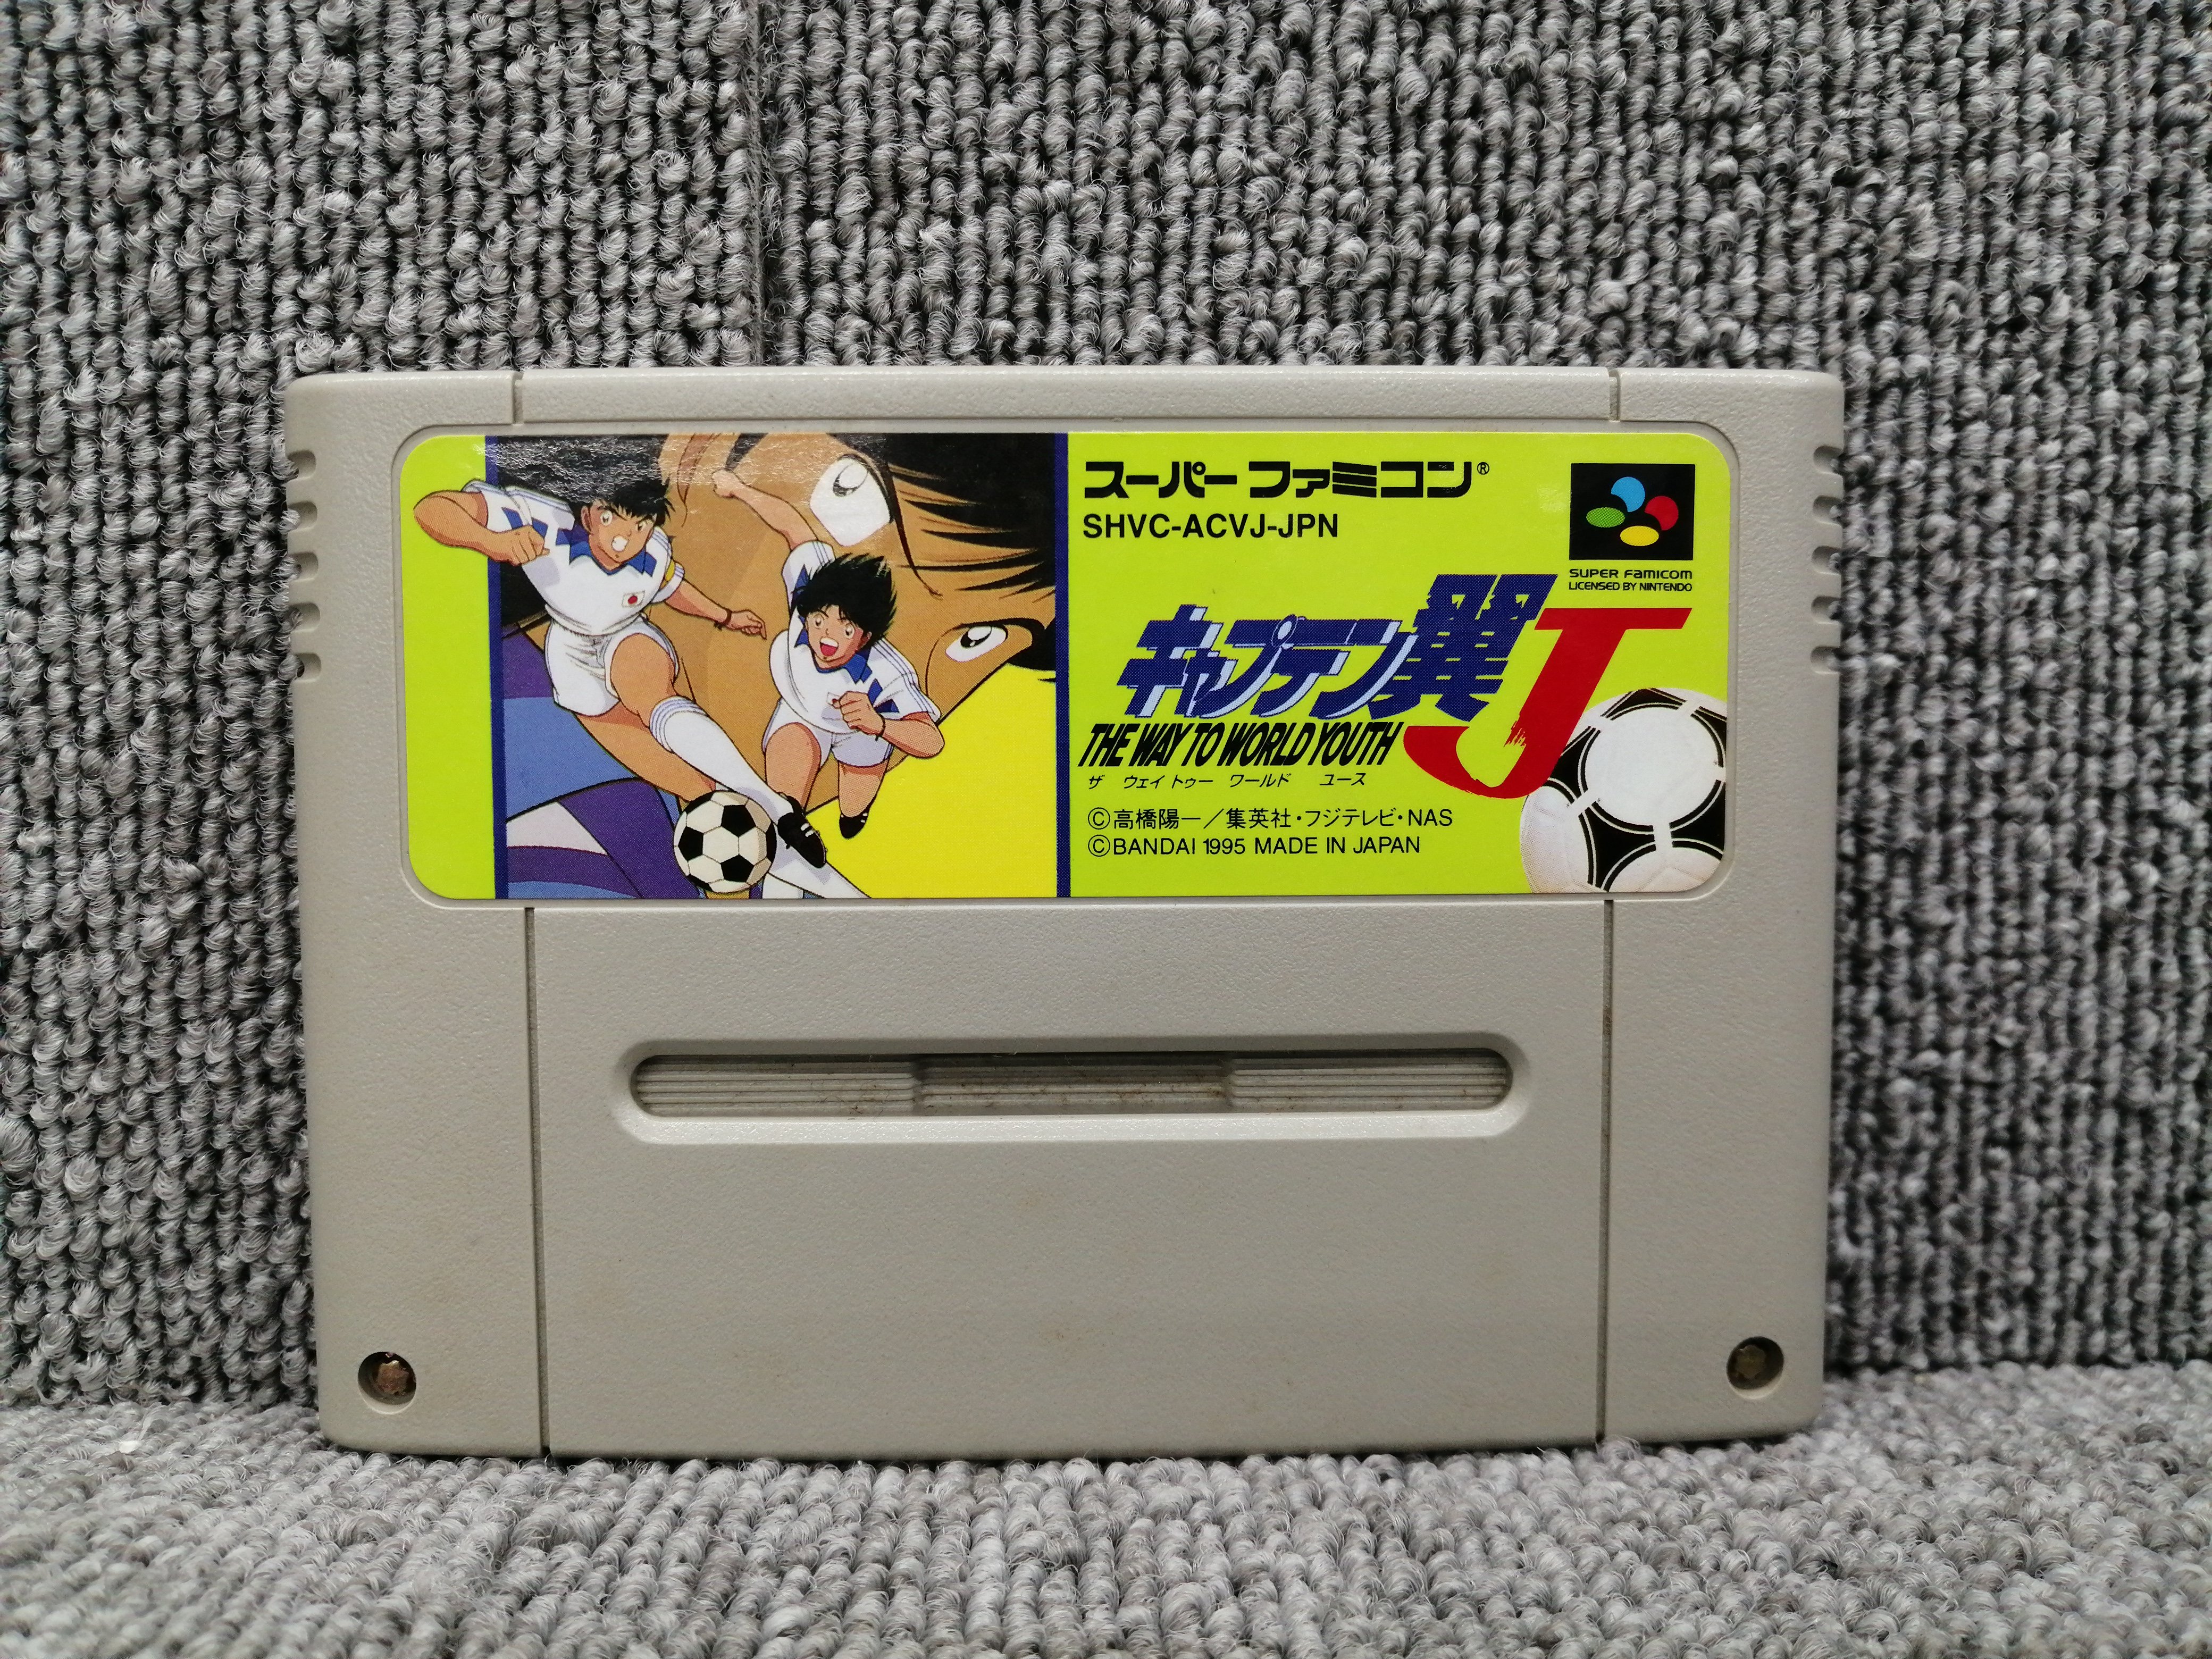 スーパーファミコン®
SHVC-ACVJ-JPN
SUPER FAMICOM
LICENSED BY NINTENDO
キャプテン翼J
THE WAY TO WORLD YOUTH
ザ ウェイ トゥー ワールド ユース
©高橋陽一／集英社・フジテレビ・NAS
©BANDAI 1995 MADE IN JAPAN